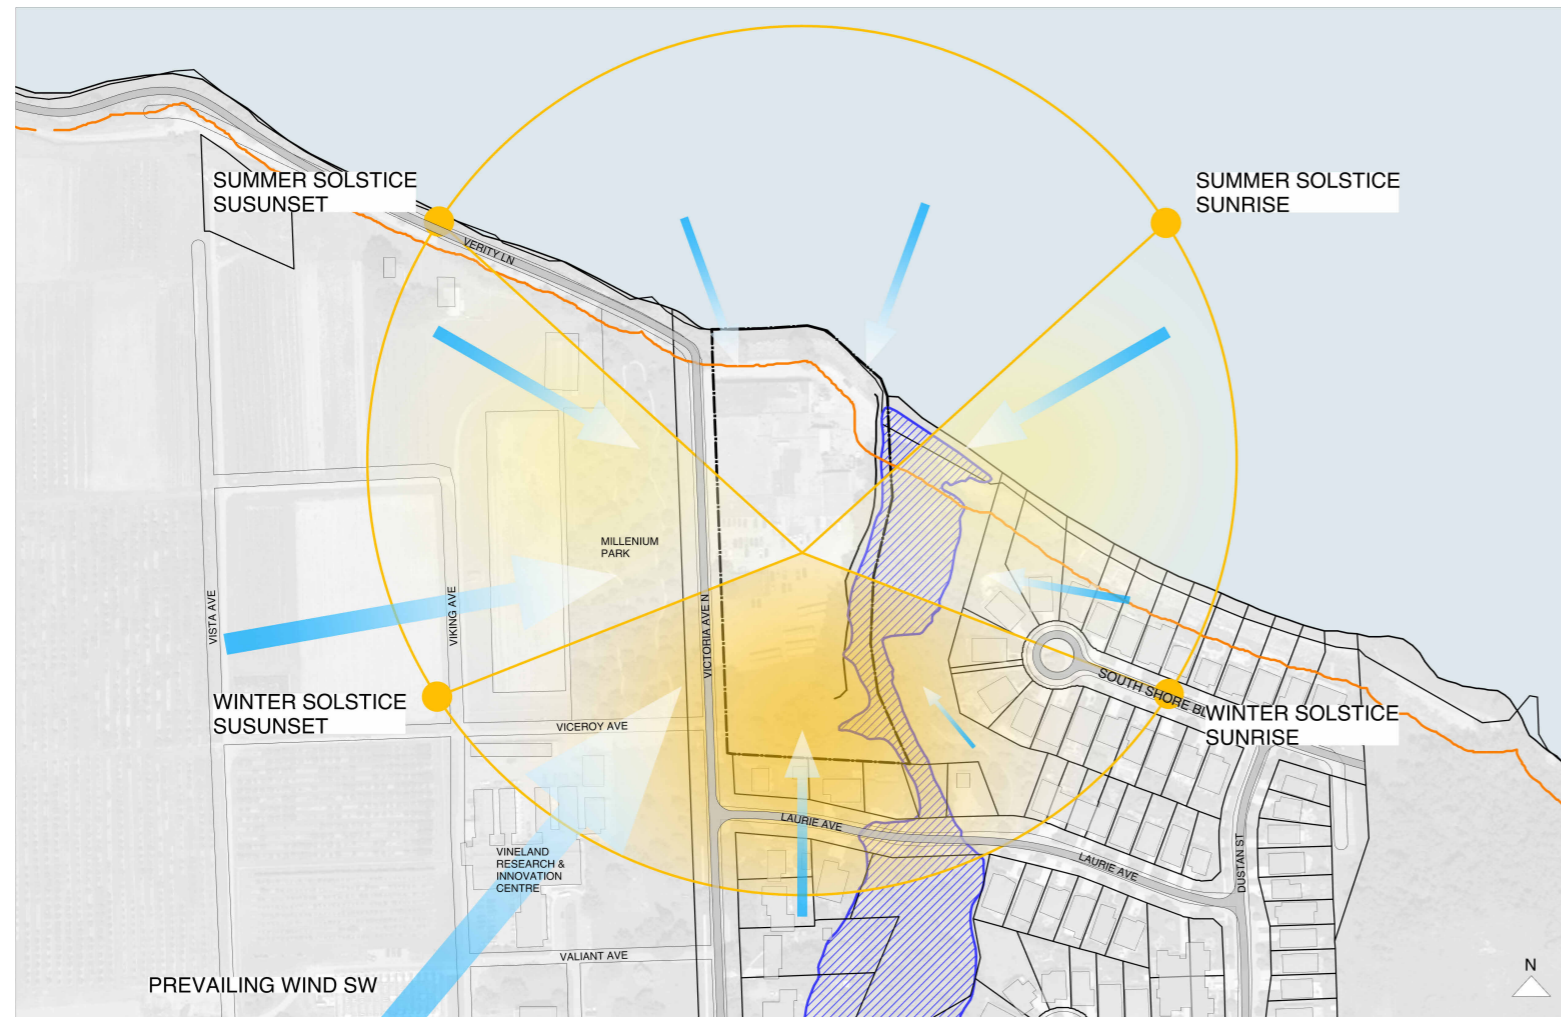 SUMMER SOLSTICE
SUSUNSET
SUMMER SOLSTICE
SUNRISE
VERITY LN
MILLENIUM
PARK
VISTA AVE
VIKING AVE
VICTORIA AVE N
SOUTH SHORE BL
WINTER SOLSTICE
SUSUNSET
WINTER SOLSTICE
SUNRISE
VICEROY AVE
LAURIE AVE
VINELAND
RESEARCH &
INNOVATION
CENTRE
LAURIE AVE
DUSTAN ST
VALIANT AVE
PREVAILING WIND SW
N